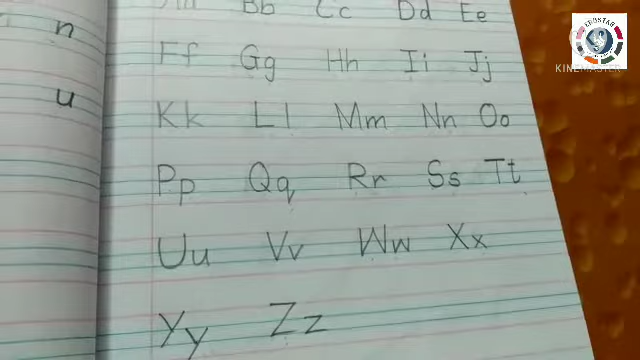 n
u
Bb Cc Dd Ee
Ff Gg Hh Ii Jj
Kk Ll Mm Nn Oo
Pp Qq Rr Ss Tt
Uu Vv Ww Xx
Yy Zz
KINEMASTER